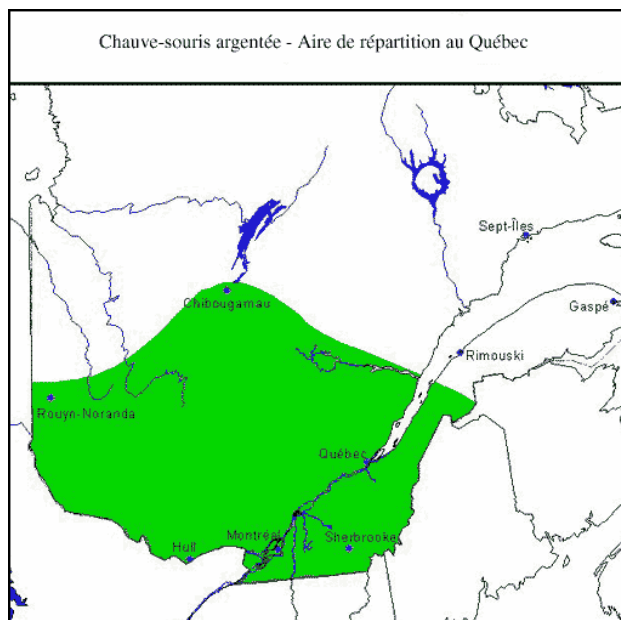 Chauve-souris argentée - Aire de répartition au Québec
Sept-Îles
Chibougamau
Gaspé
Rimouski
Rouyn-Noranda
Québec
Montréal
Sherbrooke
Hull